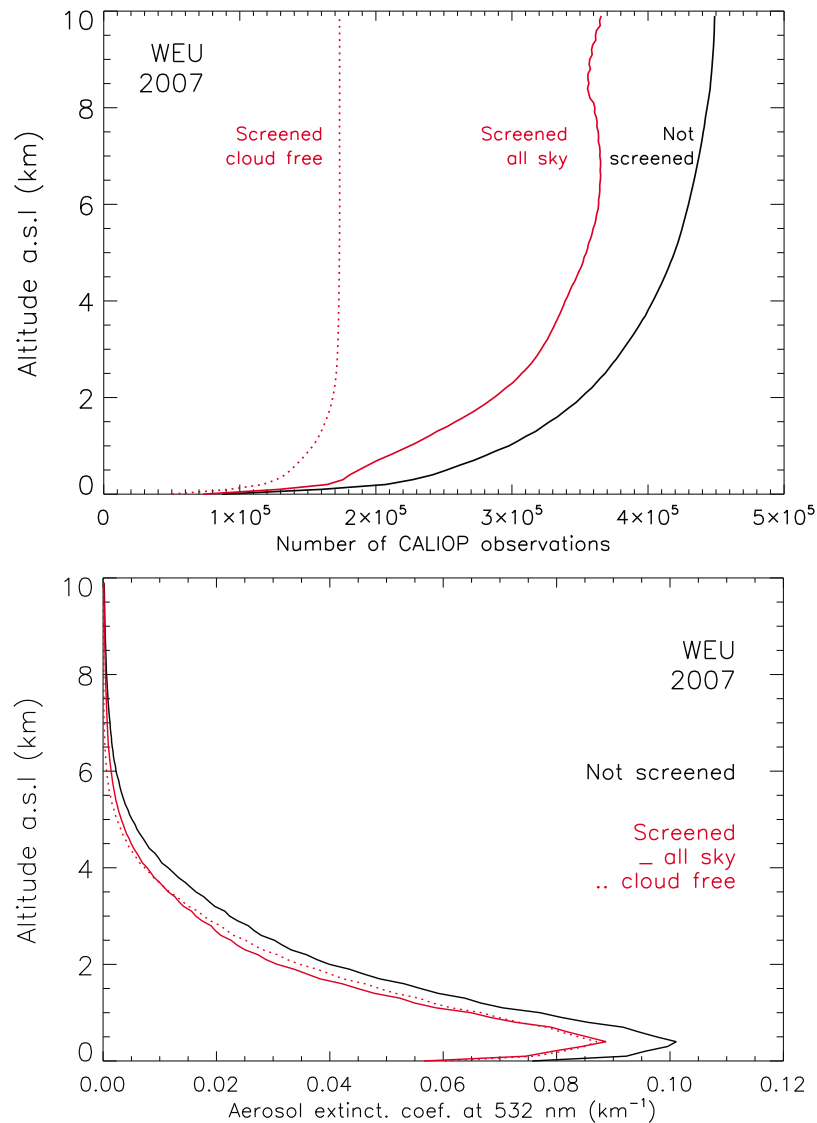 10
WEU
2007
8
Screened
cloud free
Screened
all sky
Not
screened
6
4
2
0
Altitude a.s.l (km)
0
1×10⁵
2×10⁵
3×10⁵
4×10⁵
5×10⁵
Number of CALIOP observations
10
WEU
2007
8
6
Not screened
Screened
_ all sky
.. cloud free
4
2
0
Altitude a.s.l (km)
0.00
0.02
0.04
0.06
0.08
0.10
0.12
Aerosol extinct. coef. at 532 nm (km⁻¹)